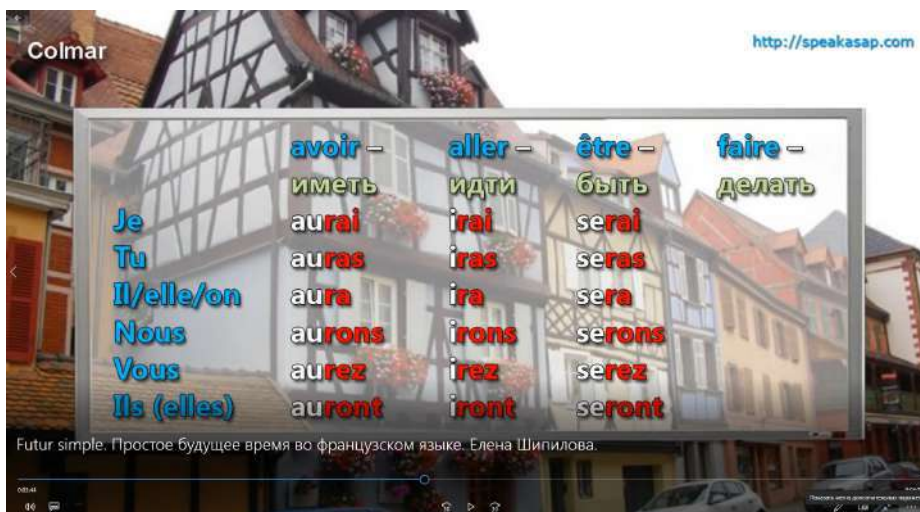 Colmar
http://speakasap.com
avoir – aller – être – faire –
иметь идти быть делать
Je aurai irai serai
Tu auras iras seras
Il/elle/on aura ira sera
Nous aurons irons serons
Vous aurez irez serez
Ils (elles) auront iront seront
Futur simple. Простое будущее время во французском языке. Елена Шипилова.